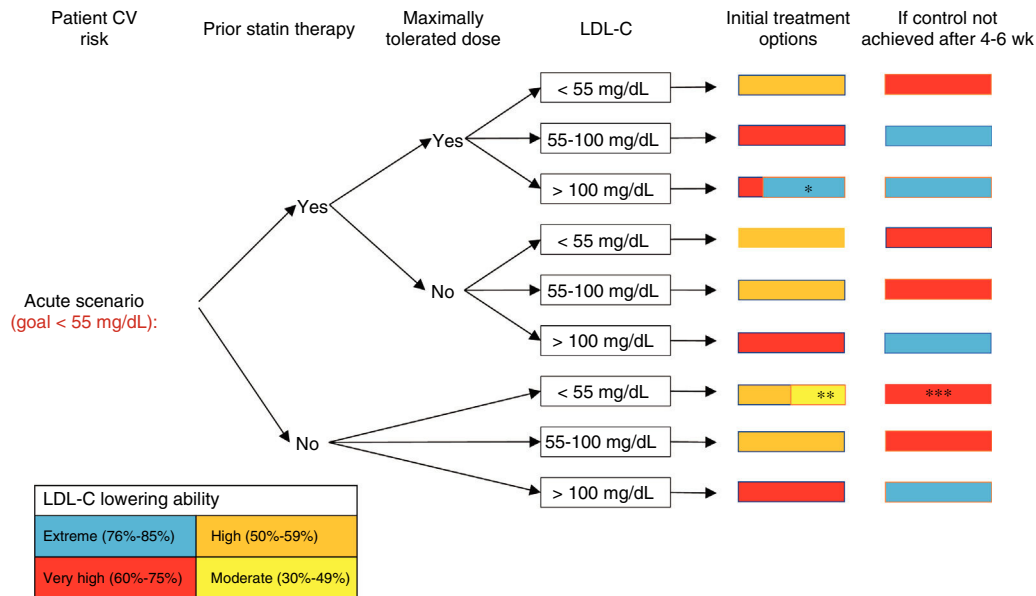 Patient CV
risk
Prior statin therapy
Maximally
tolerated dose
LDL-C
Initial treatment
options
If control not
achieved after 4-6 wk
< 55 mg/dL
Yes
55-100 mg/dL
> 100 mg/dL
*
Yes
< 55 mg/dL
No
55-100 mg/dL
Acute scenario
(goal < 55 mg/dL):
> 100 mg/dL
< 55 mg/dL
**
***
No
55-100 mg/dL
> 100 mg/dL
LDL-C lowering ability
Extreme (76%-85%)
High (50%-59%)
Very high (60%-75%)
Moderate (30%-49%)